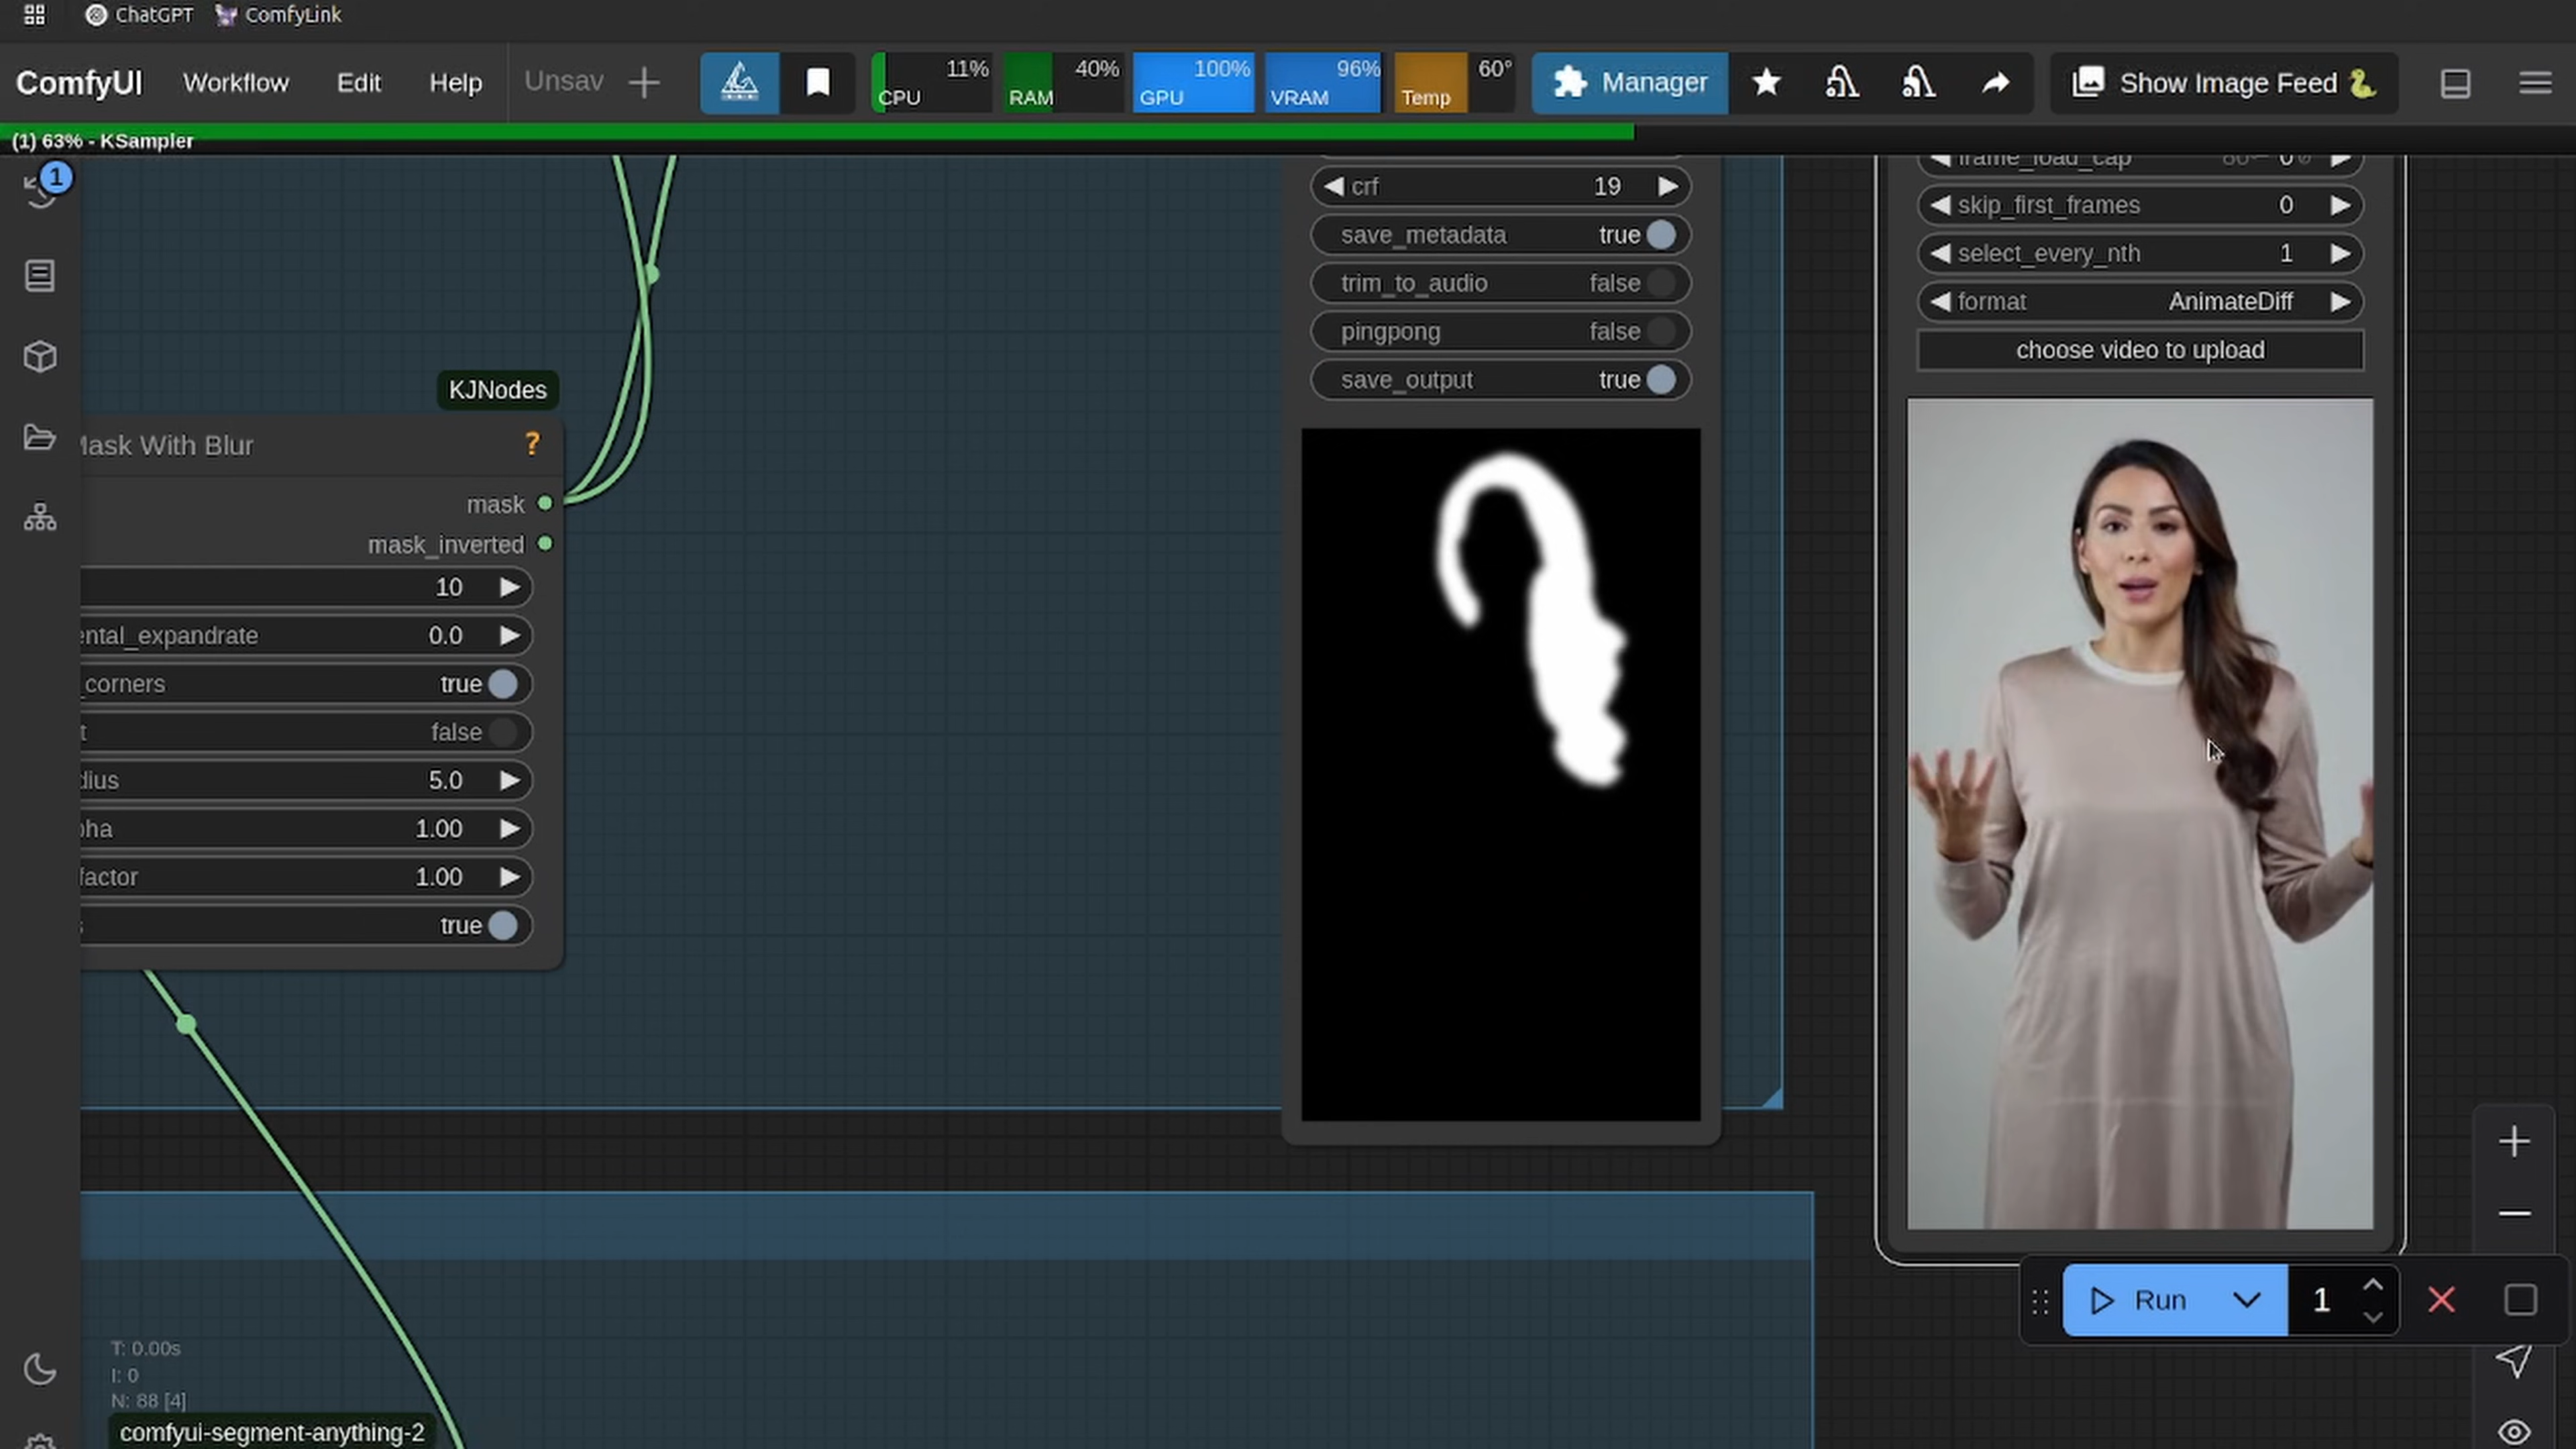 ChatGPT ComfyLink
ComfyUI Workflow Edit Help Unsav
11% CPU 40% RAM 100% GPU 96% VRAM 60° Temp
Manager Show Image Feed
(1) 63% - KSampler
1
frame_load_cap
crf 19
skip_first_frames 0
save_metadata true
select_every_nth 1
trim_to_audio false
format AnimateDiff
pingpong false
choose video to upload
save_output true
KJNodes
Mask With Blur ?
mask
mask_inverted
10
ental_expandrate 0.0
_corners true
t false
dius 5.0
pha 1.00
factor 1.00
true
Run 1
T: 0.00s
I: 0
N: 88 [4]
comfyui-segment-anything-2